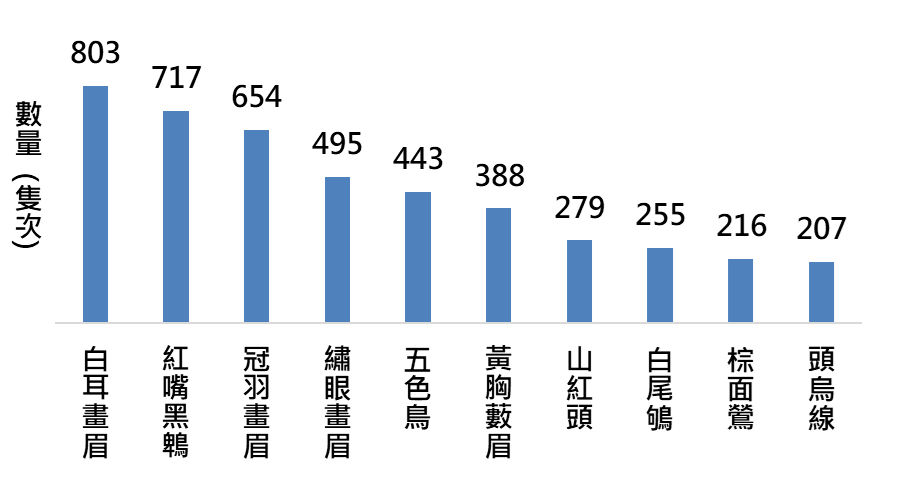 803
717
654
495
443
388
279
255
216
207
數量 (隻次)
白耳畫眉
紅嘴黑鵯
冠羽畫眉
繡眼畫眉
五色鳥
黃胸藪眉
山紅頭
白尾鴝
棕面鶯
頭烏線